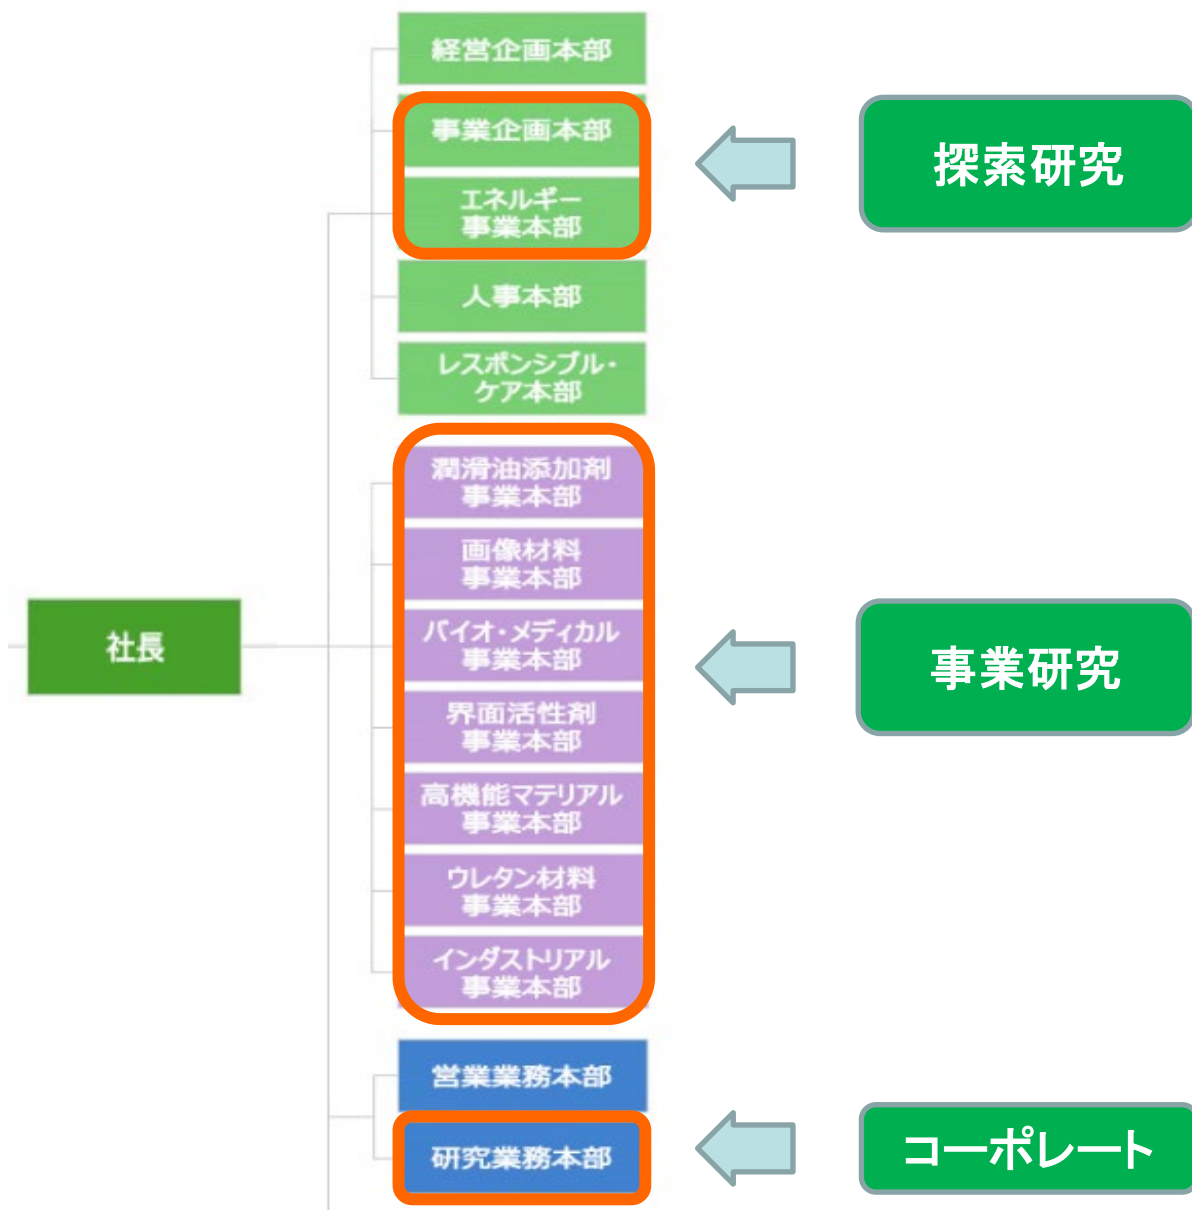 経営企画本部
事業企画本部
探索研究
エネルギー
事業本部
人事本部
レスポンシブル・
ケア本部
潤滑油添加剤
事業本部
画像材料
事業本部
社長
バイオ・メディカル
事業本部
事業研究
界面活性剤
事業本部
高機能マテリアル
事業本部
ウレタン材料
事業本部
インダストリアル
事業本部
営業業務本部
研究業務本部
コーポレート